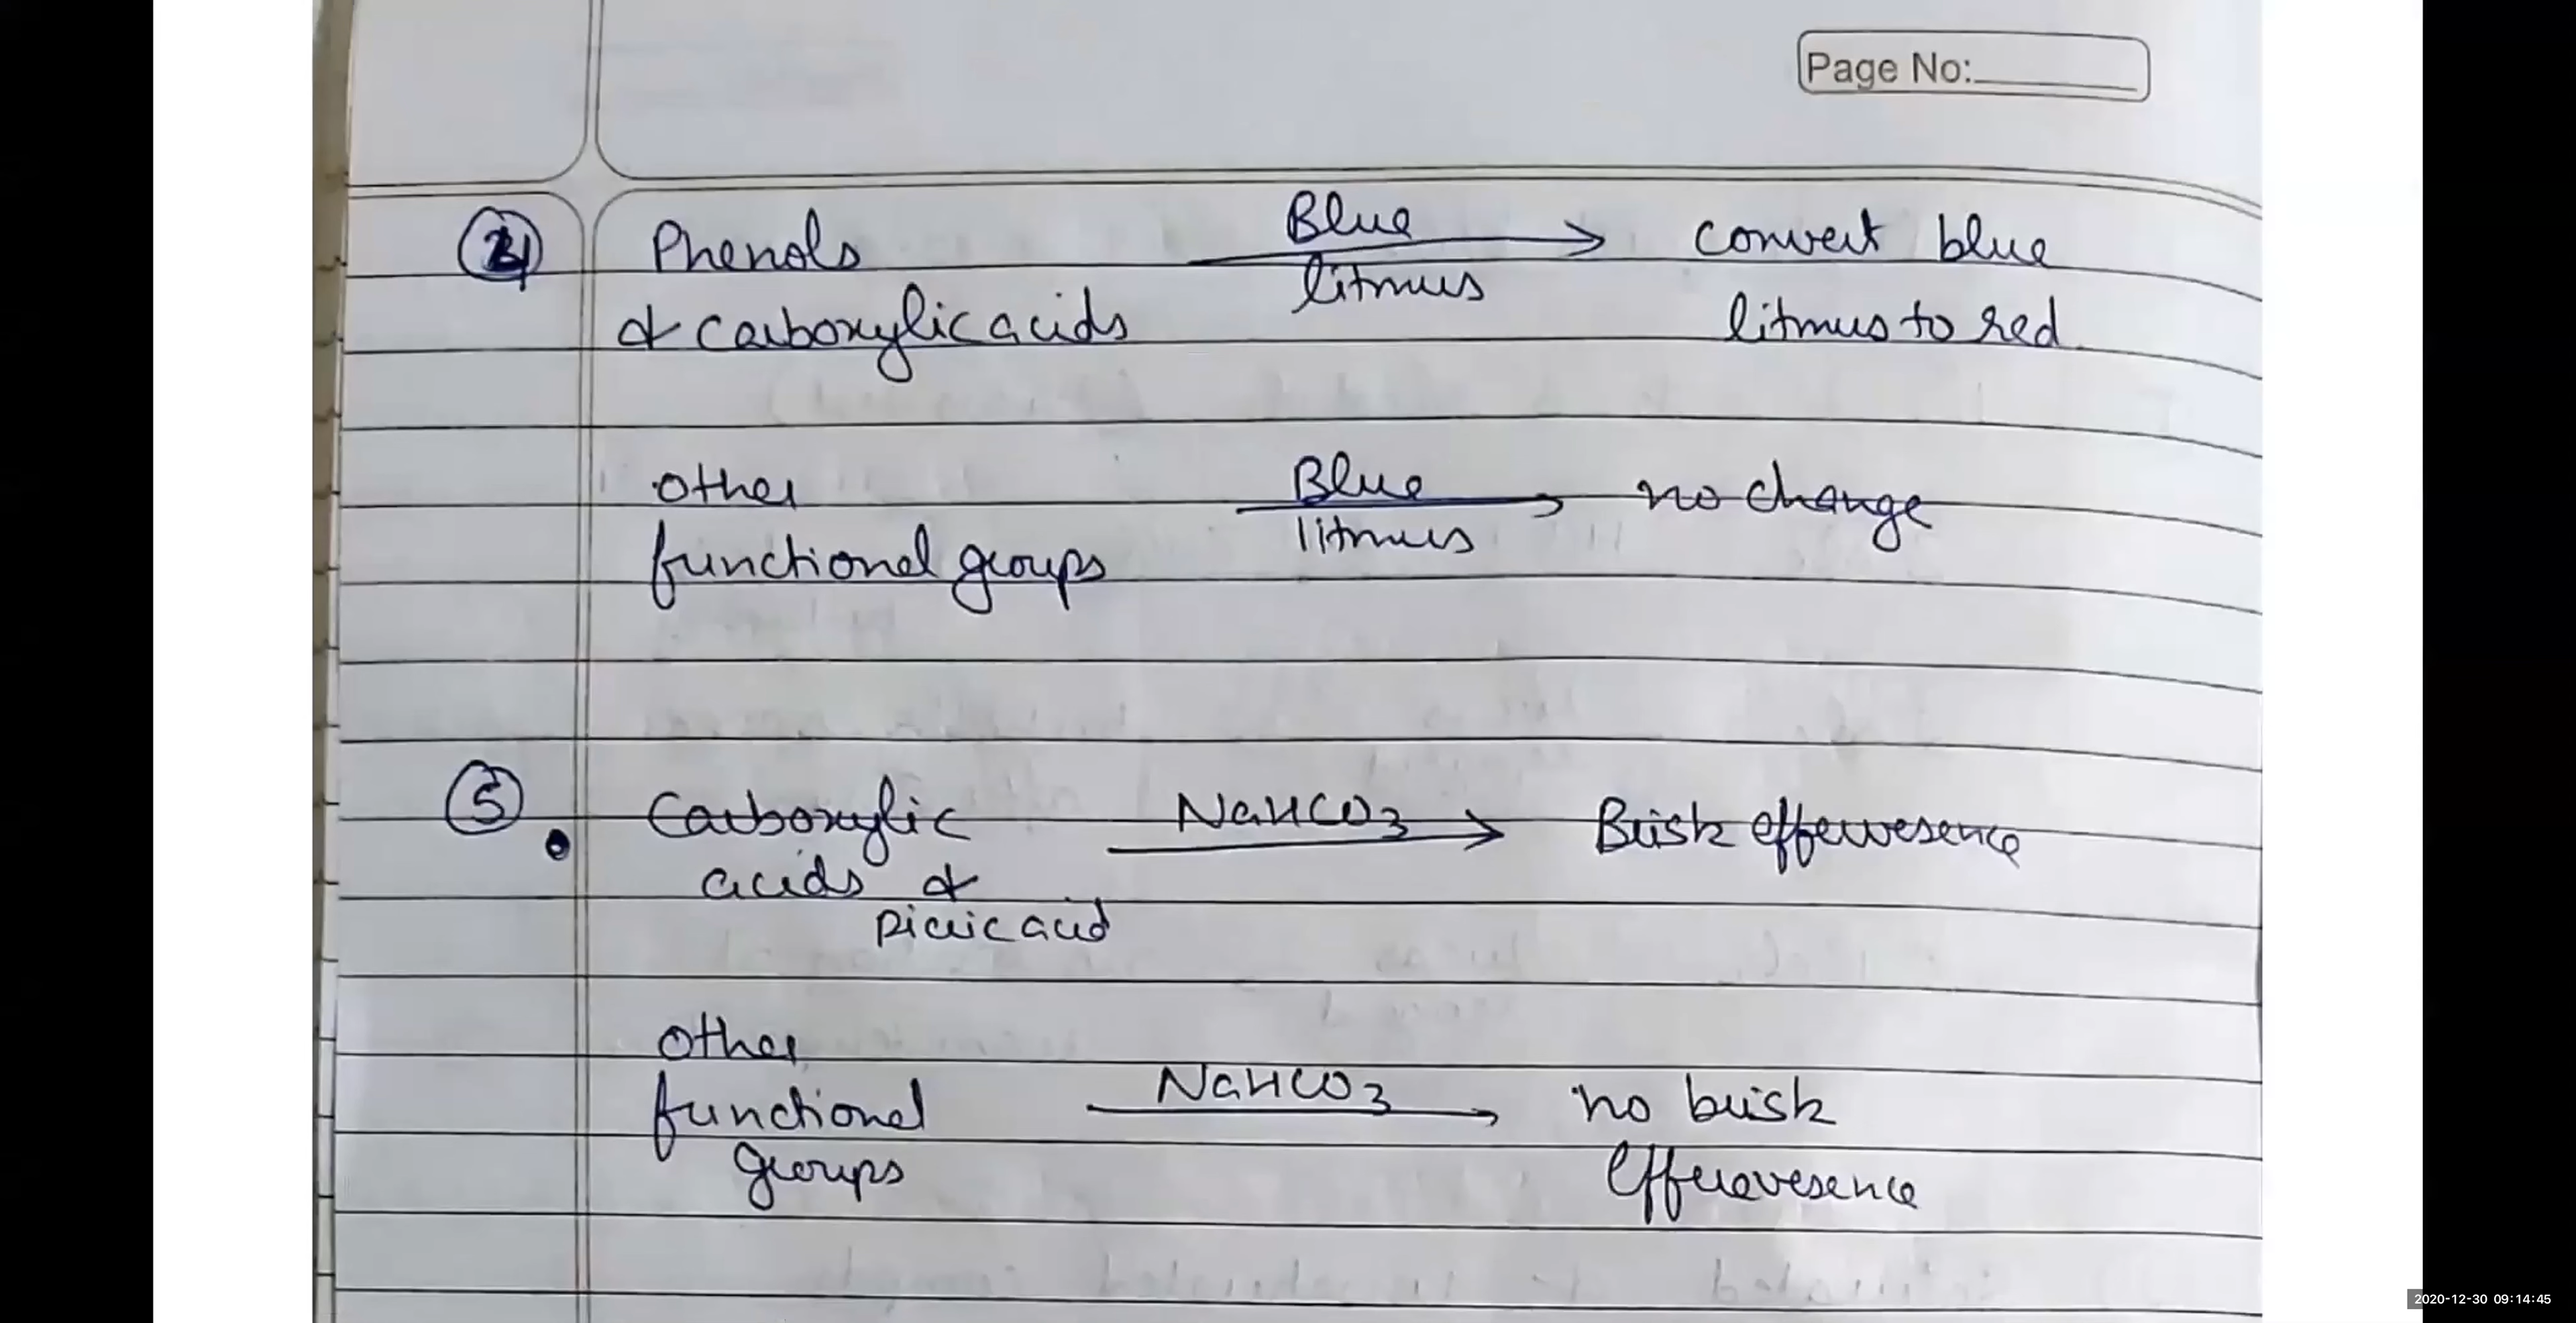 Page No:
④ Phenols Blue convert blue
& carboxylic acids litmus litmus to red
other Blue no change
functional groups litmus
⑤ Carboxylic NaHCO3 Brisk effervesence
acids &
picric acid
other
functional NaHCO3 no brisk
groups effervesence
2020-12-30 09:14:45